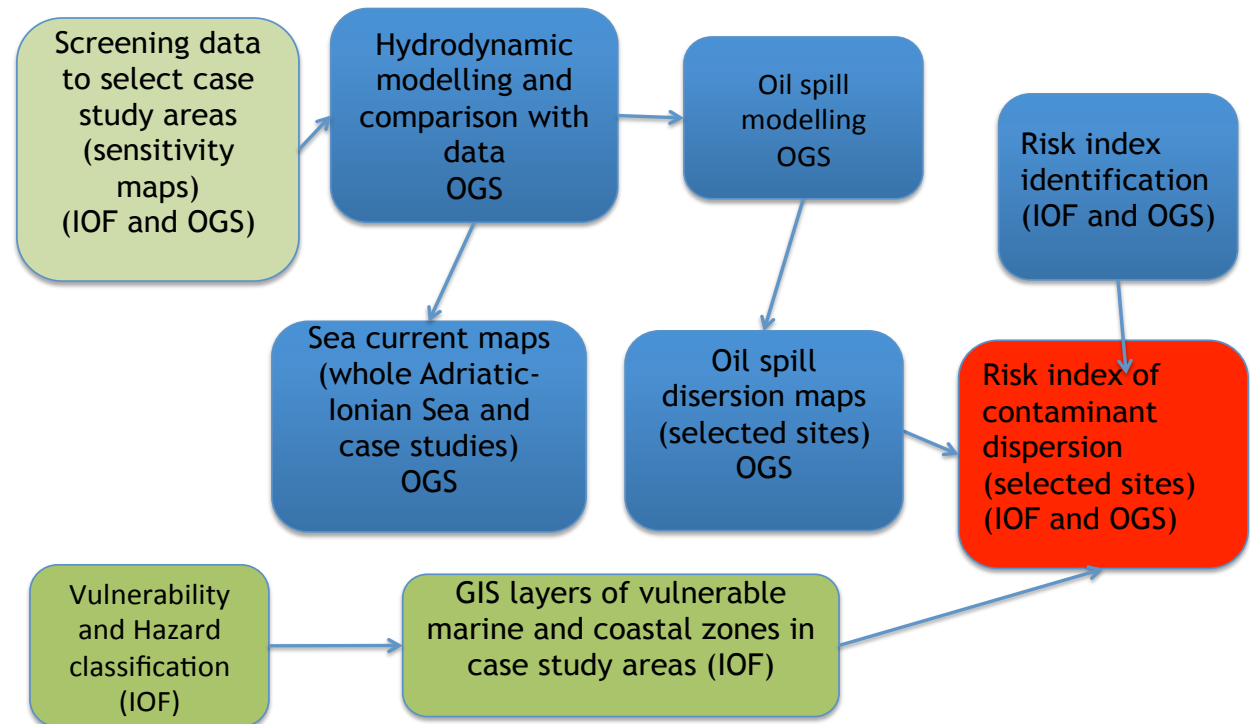 Screening data
to select case
study areas
(sensitivity
maps)
(IOF and OGS)
Hydrodynamic
modelling and
comparison with
data
OGS
Oil spill
modelling
OGS
Risk index
identification
(IOF and OGS)
Sea current maps
(whole Adriatic-
Ionian Sea and
case studies)
OGS
Oil spill
disersion maps
(selected sites)
OGS
Risk index of
contaminant
dispersion
(selected sites)
(IOF and OGS)
Vulnerability
and Hazard
classification
(IOF)
GIS layers of vulnerable
marine and coastal zones in
case study areas (IOF)